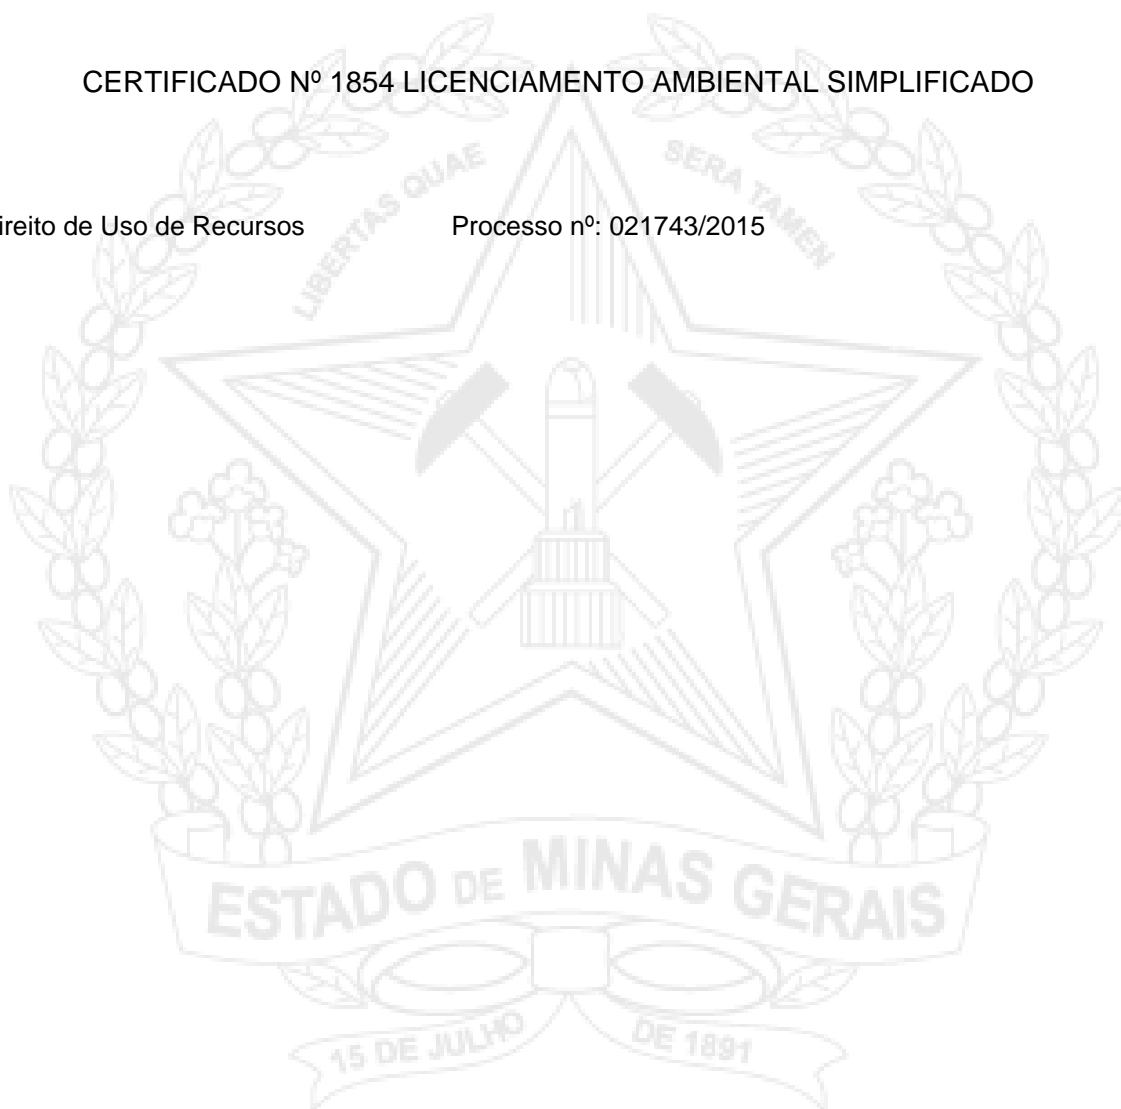 CERTIFICADO Nº 1854 LICENCIAMENTO AMBIENTAL SIMPLIFICADO
LIBERTAS QUAE SERA TAMEN
ireito de Uso de Recursos Processo nº: 021743/2015
ESTADO DE MINAS GERAIS
15 DE JULHO DE 1891